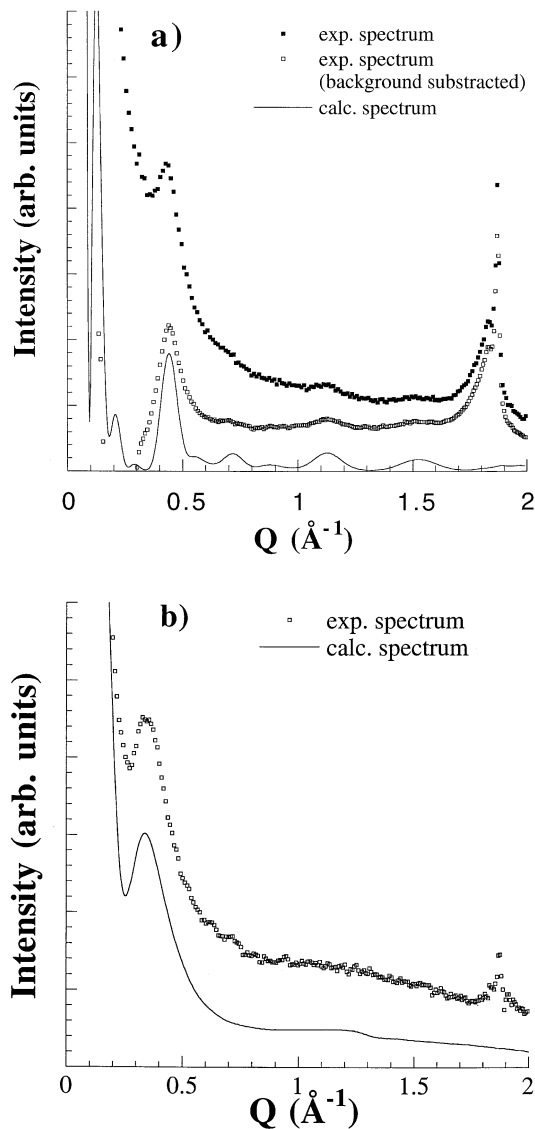 a)
exp. spectrum
exp. spectrum
(background substracted)
calc. spectrum
Intensity (arb. units)
0 0.5 1 1.5 2
Q (Å-1)
b)
exp. spectrum
calc. spectrum
Intensity (arb. units)
0 0.5 1 1.5 2
Q (Å-1)